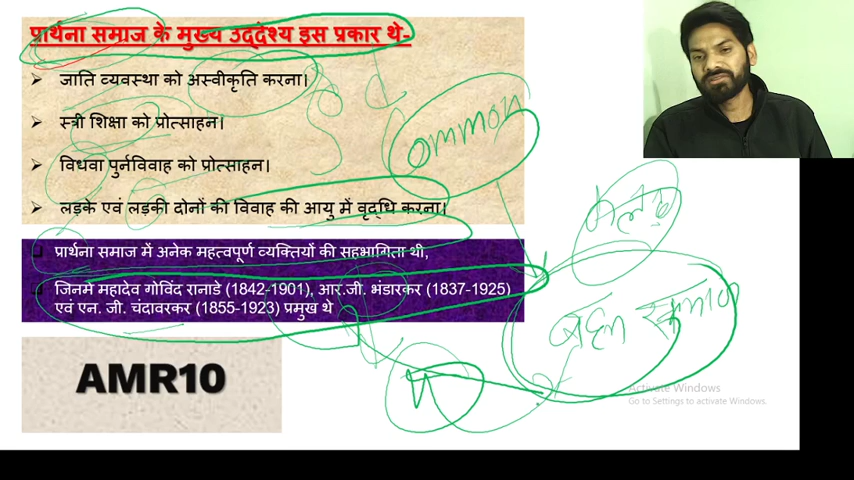 प्रार्थना समाज के मुख्य उद्देश्य इस प्रकार थे-
जाति व्यवस्था को अस्वीकृति करना।
स्त्री शिक्षा को प्रोत्साहन।
विधवा पुर्नविवाह को प्रोत्साहन।
लड़के एवं लड़की दोनों की विवाह की आयु में वृद्धि करना।
प्रार्थना समाज में अनेक महत्वपूर्ण व्यक्तियों की सहभागिता थी,
जिनमें महादेव गोविंद रानाडे (1842-1901), आर.जी. भंडारकर (1837-1925)
एवं एन. जी. चंदावरकर (1855-1923) प्रमुख थे
AMR10
Common
Activate Windows
Go to Settings to activate Windows.